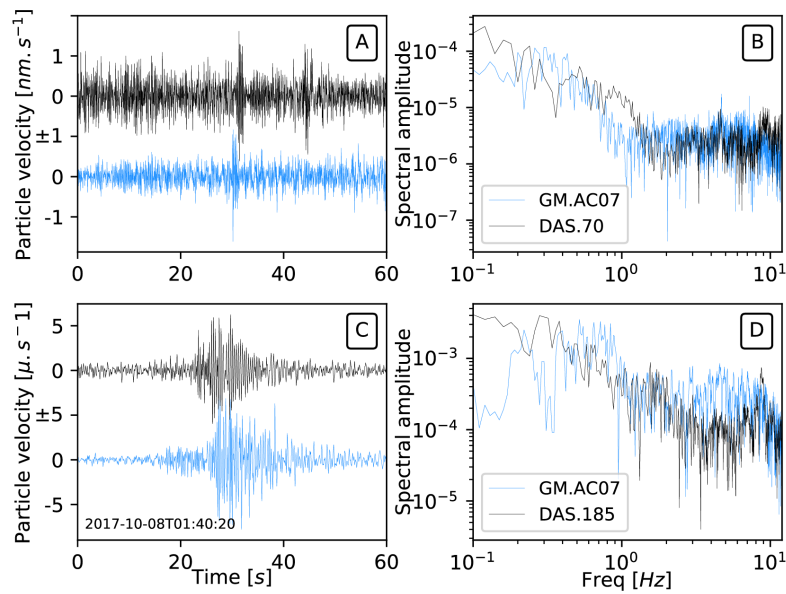 A
Particle velocity [nm.s⁻¹]
1
0
±1
0
-1
0
20
40
60
B
Spectral amplitude
10⁻⁴
10⁻⁵
10⁻⁶
10⁻⁷
GM.AC07
DAS.70
10⁻¹
10⁰
10¹
C
Particle velocity [μ.s⁻1]
5
0
±5
0
-5
2017-10-08T01:40:20
0
20
40
60
Time [s]
D
Spectral amplitude
10⁻³
10⁻⁴
10⁻⁵
GM.AC07
DAS.185
10⁻¹
10⁰
10¹
Freq [Hz]